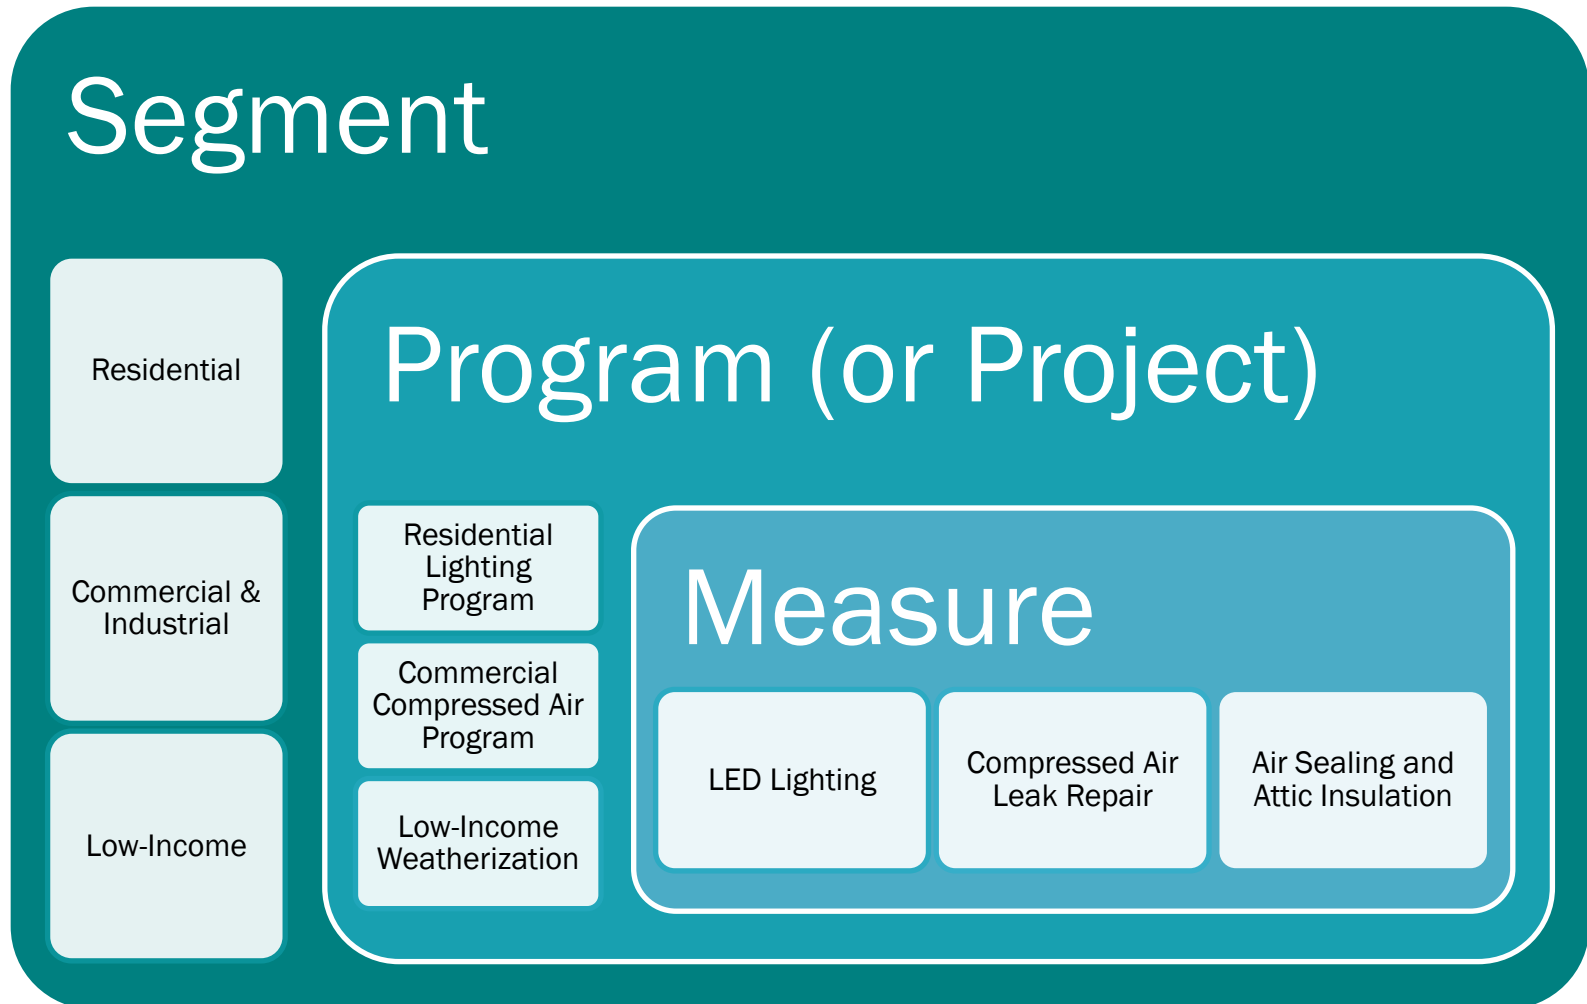 Segment
Residential
Commercial &
Industrial
Low-Income
Program (or Project)
Residential
Lighting
Program
Commercial
Compressed Air
Program
Low-Income
Weatherization
Measure
LED Lighting
Compressed Air
Leak Repair
Air Sealing and
Attic Insulation